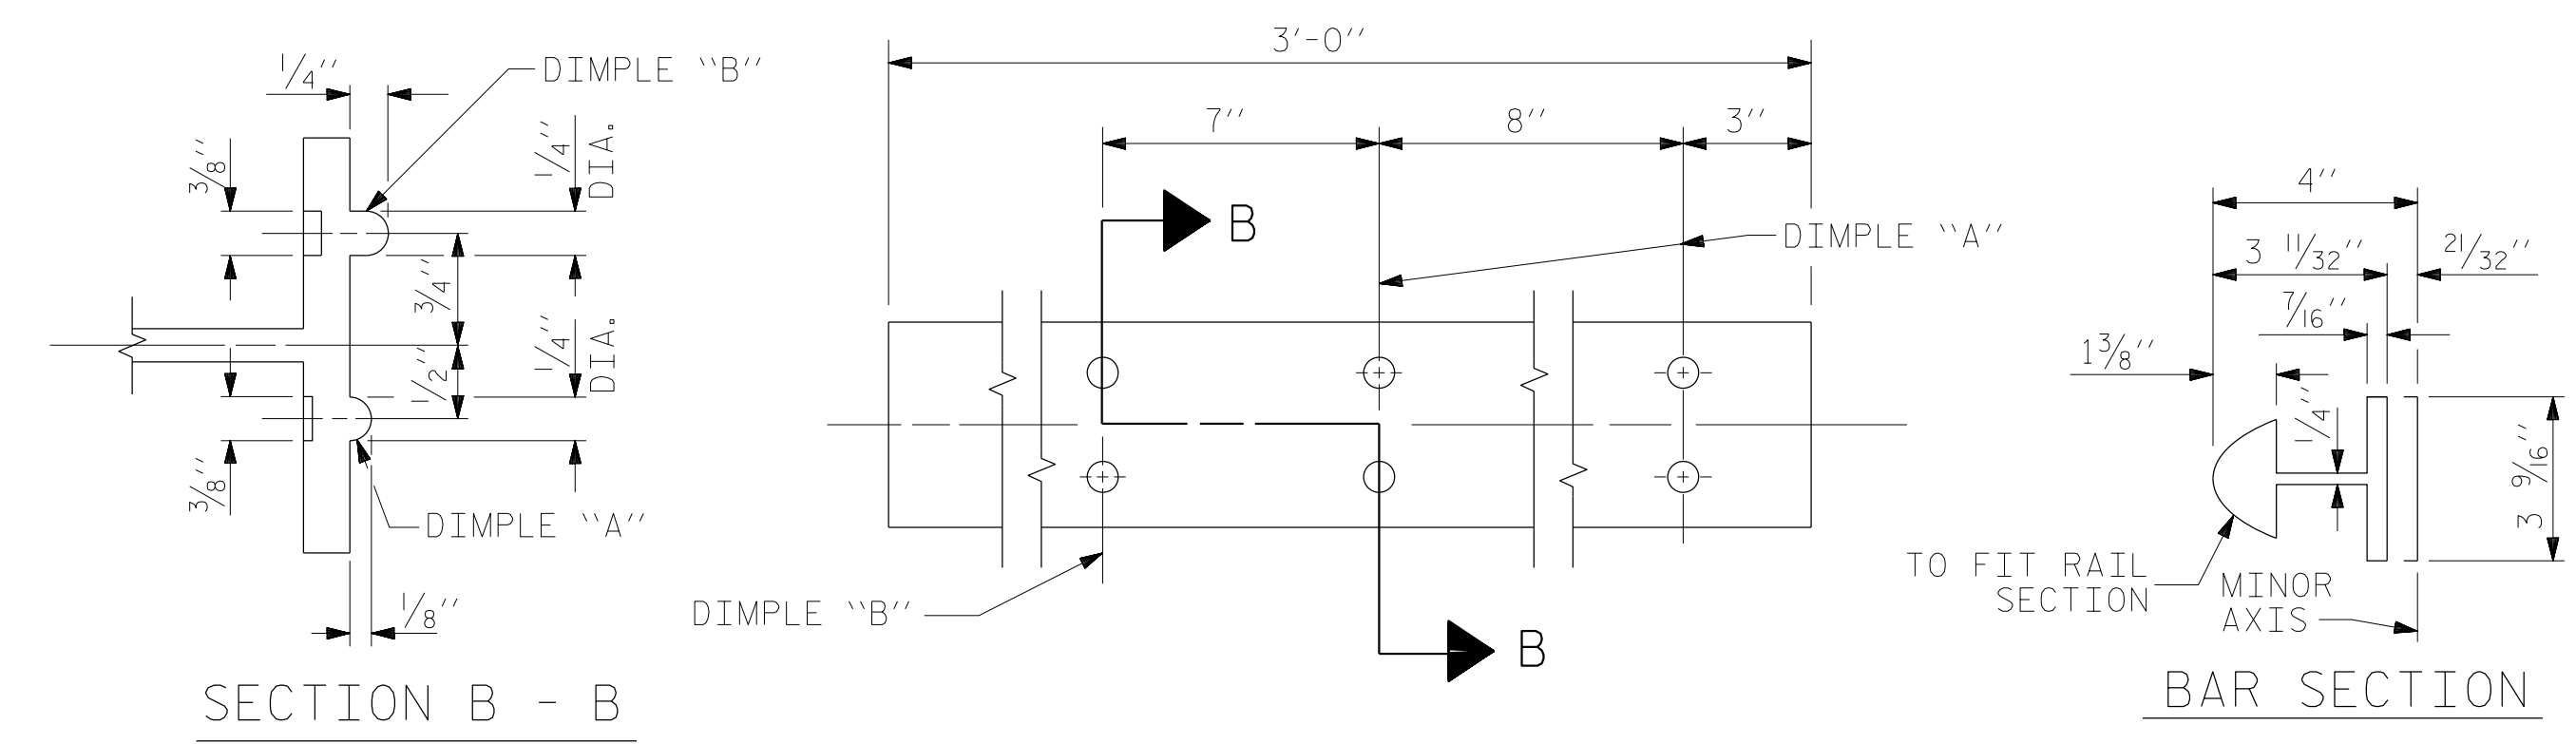 1/4"
DIMPLE "B"
3/8"
1/4"
DIA.
3/4"
1/2"
1/4"
DIA.
3/8"
DIMPLE "A"
1/8"
SECTION B - B
3'-0"
7"
8"
3"
B
DIMPLE "A"
DIMPLE "B"
B
4"
3 11/32"
21/32"
7/16"
1 3/8"
1/4"
3 9/16"
TO FIT RAIL
SECTION
MINOR
AXIS
BAR SECTION